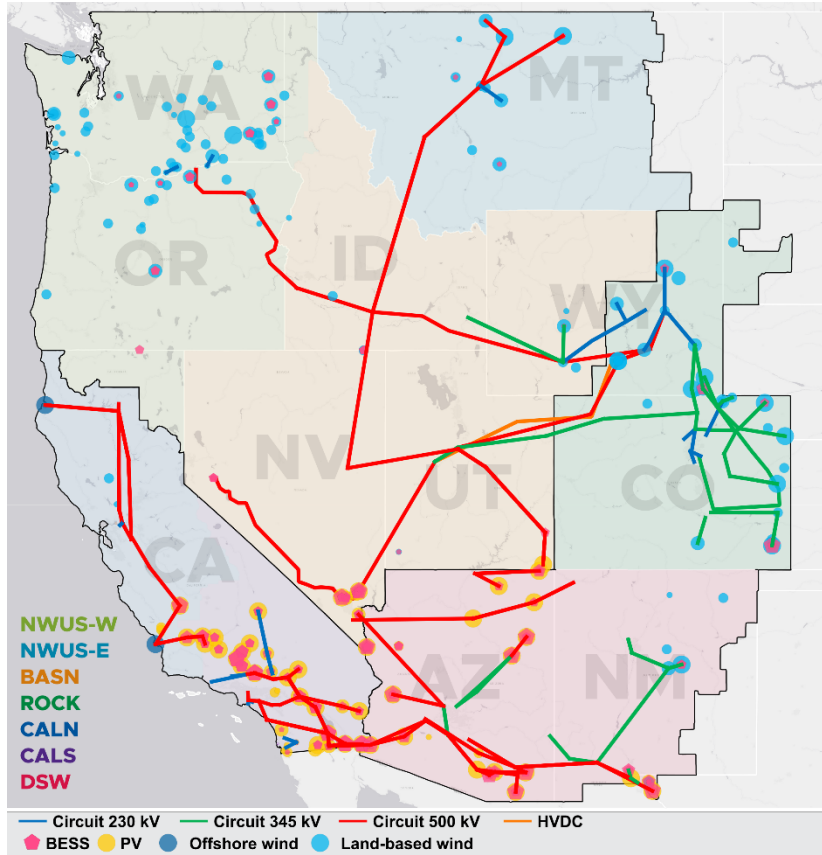 WA
MT
OR
ID
WY
NV
UT
CO
CA
AZ
NM
NWUS-W
NWUS-E
BASN
ROCK
CALN
CALS
DSW
Circuit 230 kV Circuit 345 kV Circuit 500 kV HVDC
BESS PV Offshore wind Land-based wind